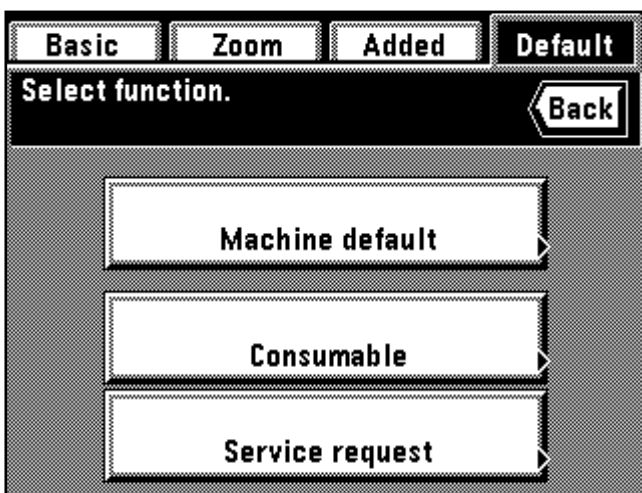 Basic Zoom Added Default
Select function.
Back
Machine default
Consumable
Service request